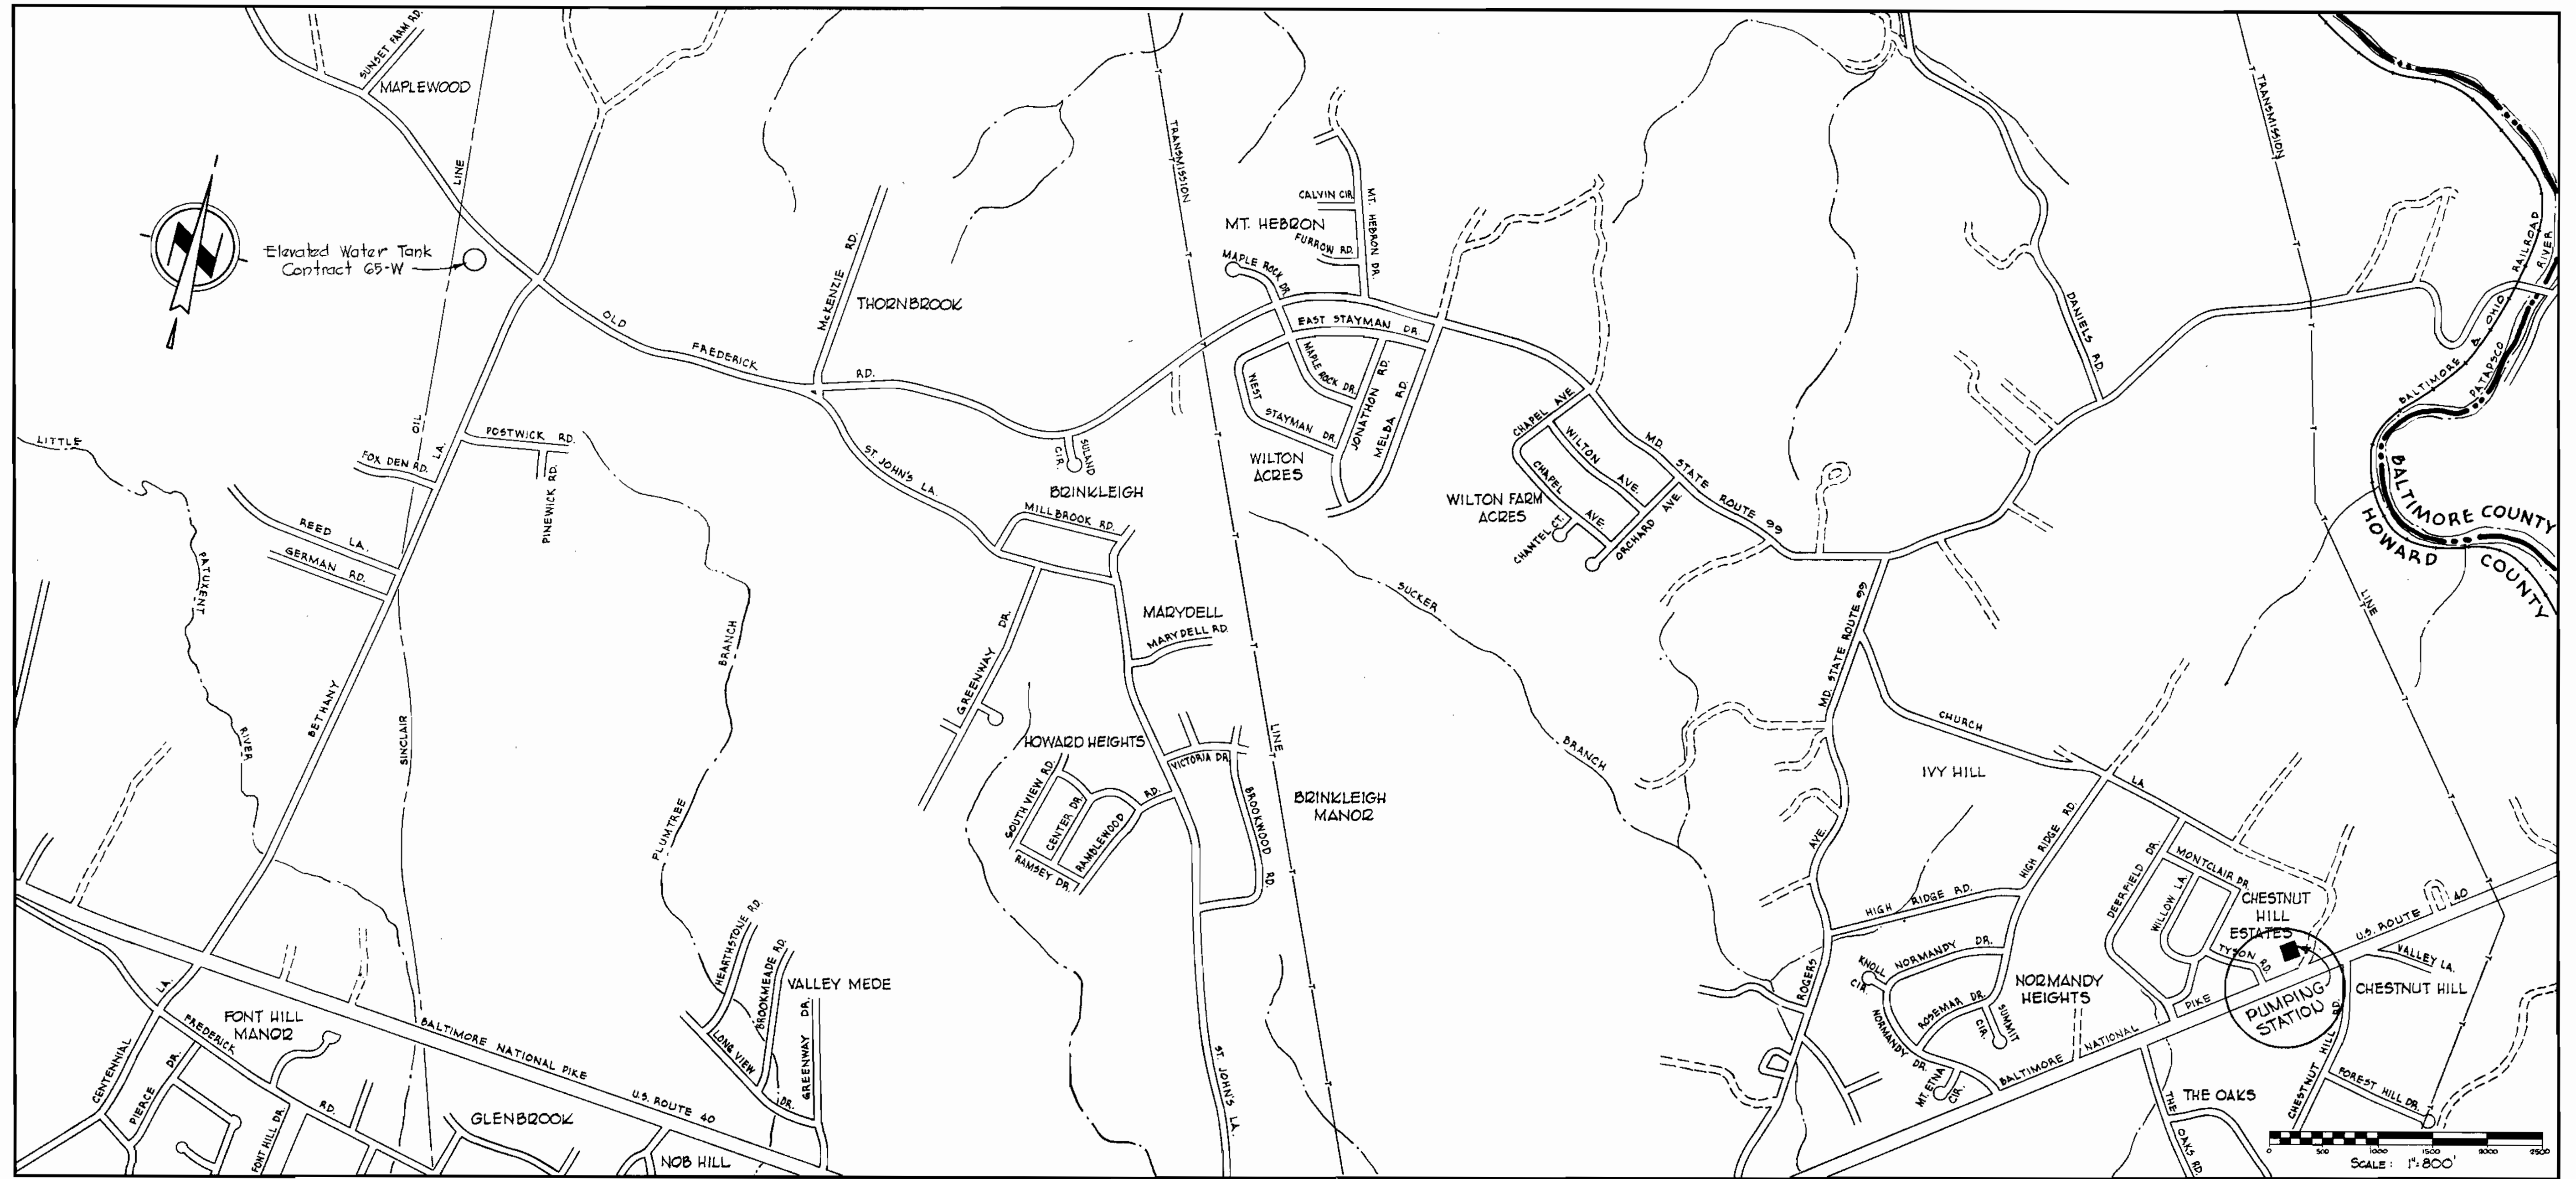 SUNSET FARM RD.
MAPLEWOOD
LINE
Elevated Water Tank
Contract 65-W
N
OLD
FREDERICK
RD.
McKENZIE RD.
THORNBROOK
TRANSMISSION
CALVIN CIR.
MT. HEBRON
MT. HEBRON DR.
FURROW RD.
MAPLE ROCK DR.
EAST STAYMAN DR.
MAPLE ROCK DR.
WEST
STAYMAN DR.
JONATHON RD.
MELBA RD.
WILTON
ACRES
CHAPEL AVE.
WILTON
AVE.
CHAPEL
AVE.
CHANTEL CT.
ORCHARD AVE.
WILTON FARM
ACRES
MD. STATE ROUTE 99
DANIELS RD.
TRANSMISSION
BALTIMORE & OHIO RAILROAD
PATAPSCO
RIVER
BALTIMORE COUNTY
HOWARD COUNTY
LINE
LITTLE
PATUXENT
RIVER
FOX DEN RD.
OIL
LA.
POSTWICK RD.
PINEWICK RD.
REED LA.
GERMAN RD.
BETHANY
SINCLAIR
PLUMTREE
BRANCH
ST. JOHN'S LA.
SULAND
CIR.
BRINKLEIGH
MILLBROOK RD.
GREENWAY DR.
MARYDELL
MARYDELL RD.
HOWARD HEIGHTS
SOUTH VIEW RD.
CENTER DR.
RAMBLEWOOD
RD.
RAMSEY DR.
VICTORIA DR.
BROOKWOOD RD.
LINE
BRINKLEIGH
MANOR
SUCKER
BRANCH
MD. STATE ROUTE 99
CHURCH
LA
IVY HILL
HIGH RIDGE RD.
HIGH RIDGE RD.
ROGERS
AVE.
NORMANDY DR.
KNOLL
CIR.
ROSEMAR DR.
SUMMIT
CIR.
NORMANDY DR.
MT. ETNA
CIR.
NORMANDY
HEIGHTS
DEERFIELD DR.
WILLOW LA.
MONTCLAIR DR.
CHESTNUT
HILL
ESTATES
TYSON RD.
PUMPING
STATION
U.S. ROUTE 40
VALLEY LA.
CHESTNUT HILL
CHESTNUT HILL RD.
FOREST HILL DR.
BALTIMORE NATIONAL PIKE
THE OAKS
THE
OAKS RD.
HEARTHSTONE RD.
BROOKMEADE RD.
VALLEY MEDE
LONG VIEW
DR.
GREENWAY DR.
LA.
FONT HILL
MANOR
FREDERICK
RD.
CENTENNIAL
PIERCE DR.
FONT HILL DR.
BALTIMORE NATIONAL PIKE
U.S. ROUTE 40
GLENBROOK
NOB HILL
ST. JOHN'S LA.
0 500 1000 1500 2000 2500
SCALE: 1"=800'